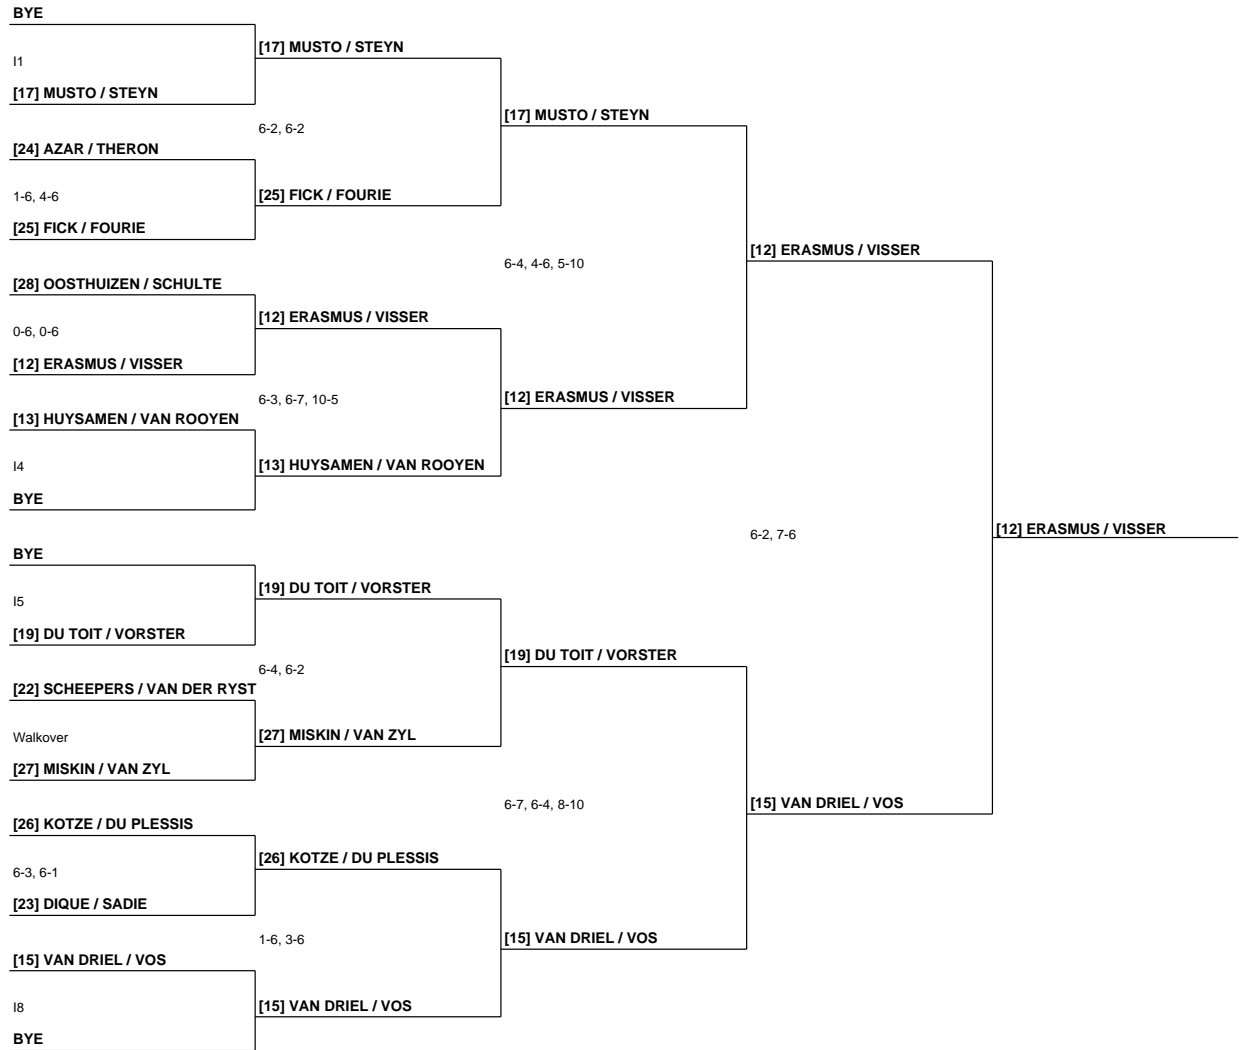 BYE
[17] MUSTO / STEYN
I1
[17] MUSTO / STEYN
[17] MUSTO / STEYN
6-2, 6-2
[24] AZAR / THERON
1-6, 4-6
[25] FICK / FOURIE
[25] FICK / FOURIE
[12] ERASMUS / VISSER
6-4, 4-6, 5-10
[28] OOSTHUIZEN / SCHULTE
[12] ERASMUS / VISSER
0-6, 0-6
[12] ERASMUS / VISSER
6-3, 6-7, 10-5
[12] ERASMUS / VISSER
[13] HUYSAMEN / VAN ROOYEN
I4
[13] HUYSAMEN / VAN ROOYEN
BYE
6-2, 7-6
[12] ERASMUS / VISSER
BYE
[19] DU TOIT / VORSTER
I5
[19] DU TOIT / VORSTER
[19] DU TOIT / VORSTER
6-4, 6-2
[22] SCHEEPERS / VAN DER RYST
Walkover
[27] MISKIN / VAN ZYL
[27] MISKIN / VAN ZYL
6-7, 6-4, 8-10
[15] VAN DRIEL / VOS
[26] KOTZE / DU PLESSIS
[26] KOTZE / DU PLESSIS
6-3, 6-1
[23] DIQUE / SADIE
1-6, 3-6
[15] VAN DRIEL / VOS
[15] VAN DRIEL / VOS
I8
[15] VAN DRIEL / VOS
BYE